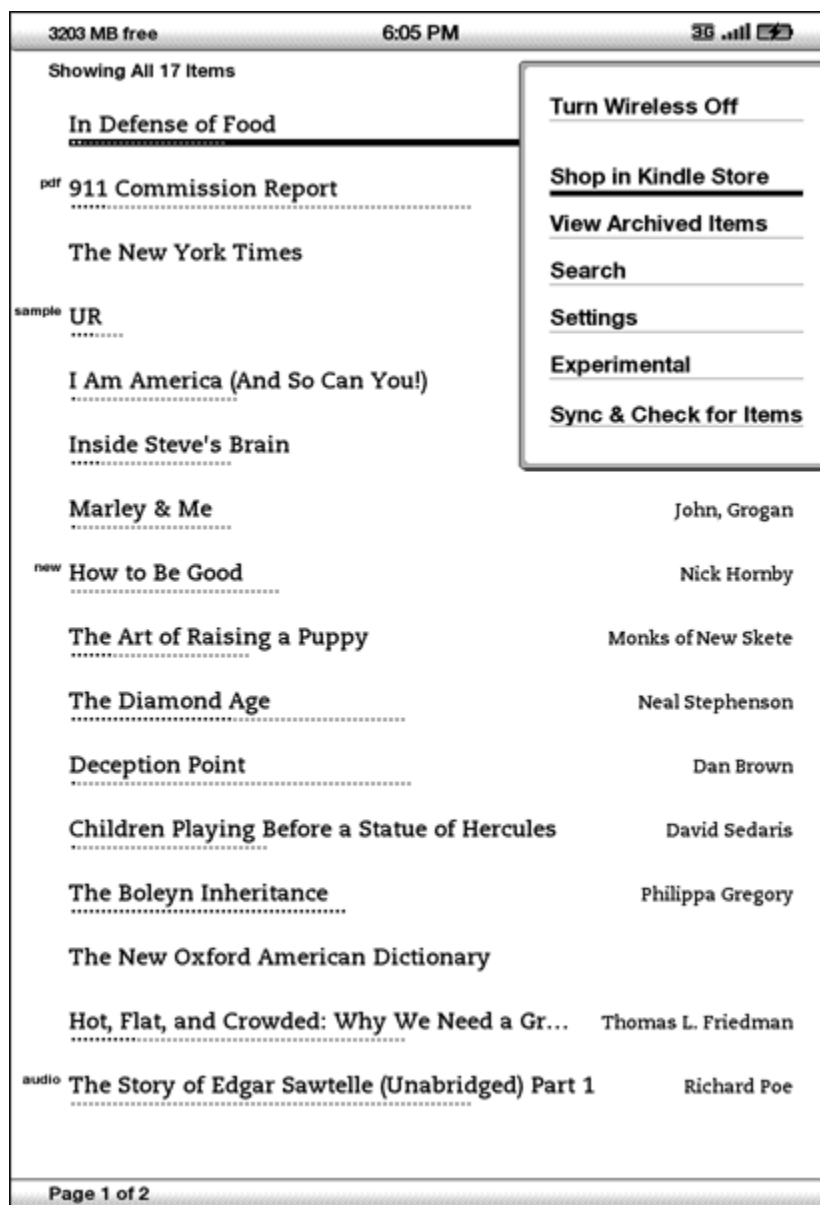 3203 MB free 6:05 PM 3G
Showing All 17 Items
In Defense of Food
pdf 911 Commission Report
The New York Times
sample UR
I Am America (And So Can You!)
Inside Steve's Brain
Turn Wireless Off
Shop in Kindle Store
View Archived Items
Search
Settings
Experimental
Sync & Check for Items
Marley & Me John, Grogan
new How to Be Good Nick Hornby
The Art of Raising a Puppy Monks of New Skete
The Diamond Age Neal Stephenson
Deception Point Dan Brown
Children Playing Before a Statue of Hercules David Sedaris
The Boleyn Inheritance Philippa Gregory
The New Oxford American Dictionary
Hot, Flat, and Crowded: Why We Need a Gr... Thomas L. Friedman
audio The Story of Edgar Sawtelle (Unabridged) Part 1 Richard Poe
Page 1 of 2